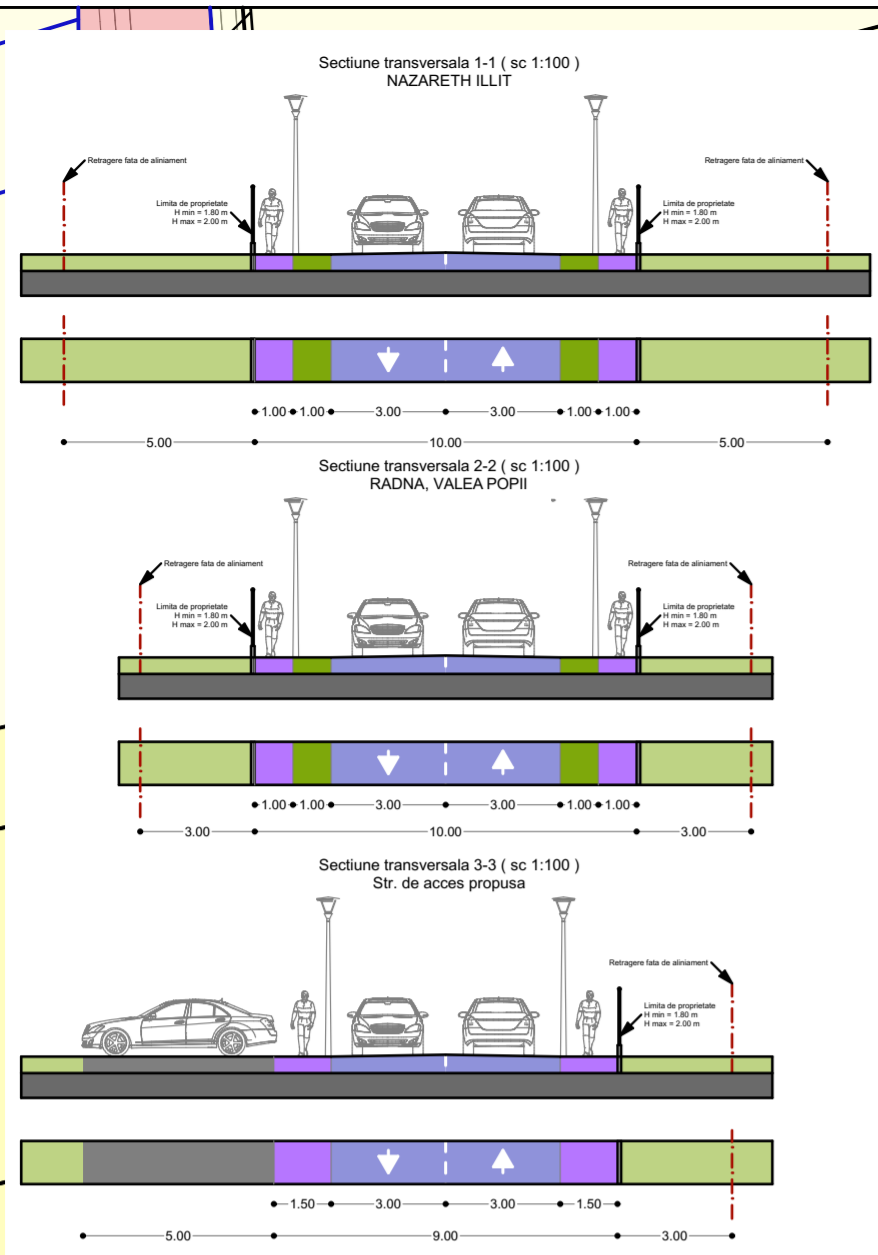 Sectiune transversala 1-1 ( sc 1:100 )
NAZARETH ILLIT
Retragere fata de aliniament
Retragere fata de aliniament
Limita de proprietate
H min = 1.80 m
H max = 2.00 m
Limita de proprietate
H min = 1.80 m
H max = 2.00 m
1.00 1.00 3.00 3.00 1.00 1.00
5.00 10.00 5.00
Sectiune transversala 2-2 ( sc 1:100 )
RADNA, VALEA POPII
Retragere fata de aliniament
Retragere fata de aliniament
Limita de proprietate
H min = 1.80 m
H max = 2.00 m
Limita de proprietate
H min = 1.80 m
H max = 2.00 m
1.00 1.00 3.00 3.00 1.00 1.00
3.00 10.00 3.00
Sectiune transversala 3-3 ( sc 1:100 )
Str. de acces propusa
Retragere fata de aliniament
Limita de proprietate
H min = 1.80 m
H max = 2.00 m
1.50 3.00 3.00 1.50
5.00 9.00 3.00